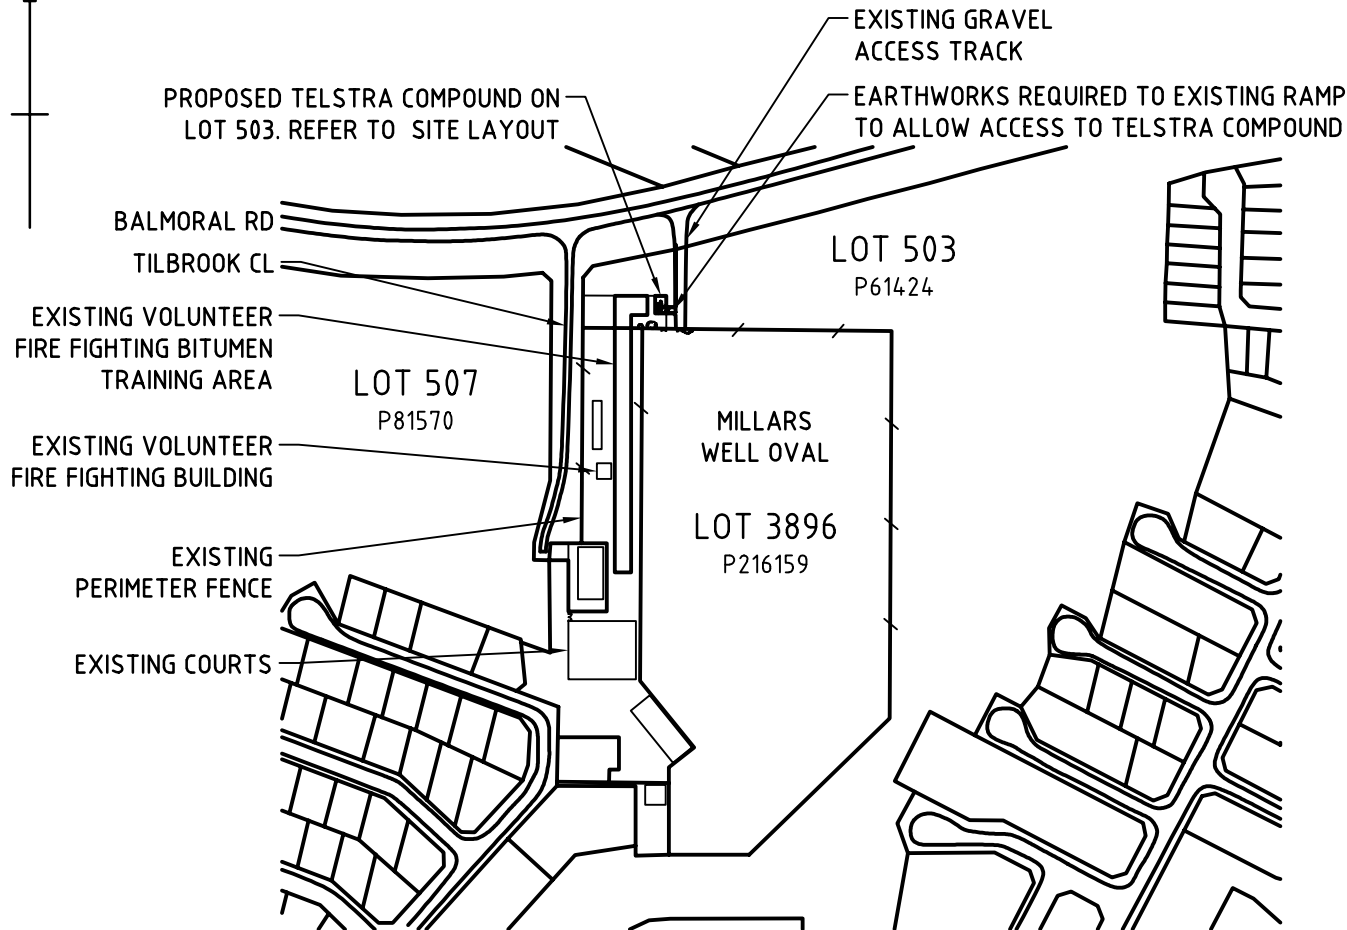 EXISTING GRAVEL
ACCESS TRACK
PROPOSED TELSTRA COMPOUND ON
LOT 503. REFER TO SITE LAYOUT
EARTHWORKS REQUIRED TO EXISTING RAMP
TO ALLOW ACCESS TO TELSTRA COMPOUND
BALMORAL RD
TILBROOK CL
LOT 503
P61424
EXISTING VOLUNTEER
FIRE FIGHTING BITUMEN
TRAINING AREA
LOT 507
P81570
MILLARS
WELL OVAL
EXISTING VOLUNTEER
FIRE FIGHTING BUILDING
LOT 3896
P216159
EXISTING
PERIMETER FENCE
EXISTING COURTS